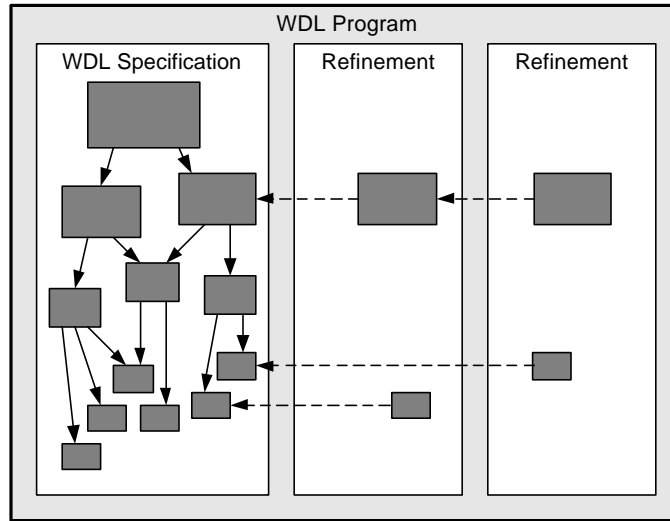 WDL Program
WDL Specification
Refinement
Refinement